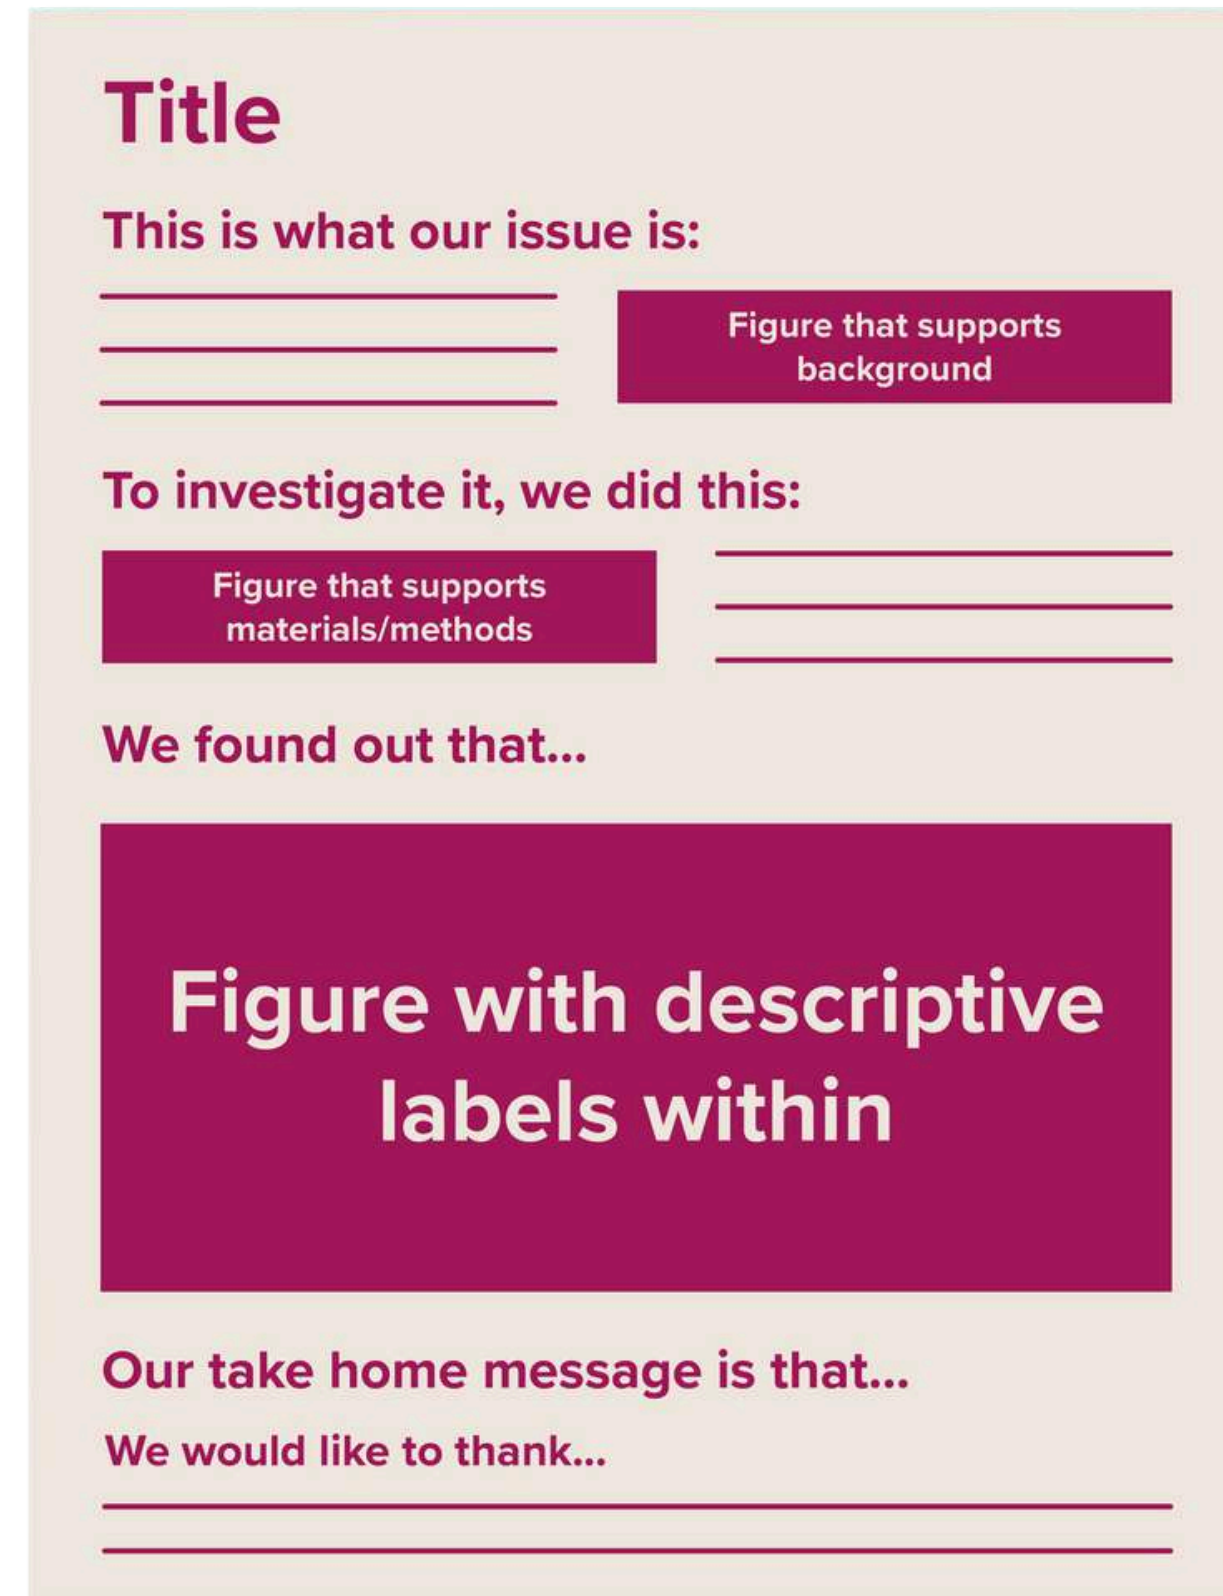 Title
This is what our issue is:
Figure that supports
background
To investigate it, we did this:
Figure that supports
materials/methods
We found out that...
Figure with descriptive
labels within
Our take home message is that...
We would like to thank...